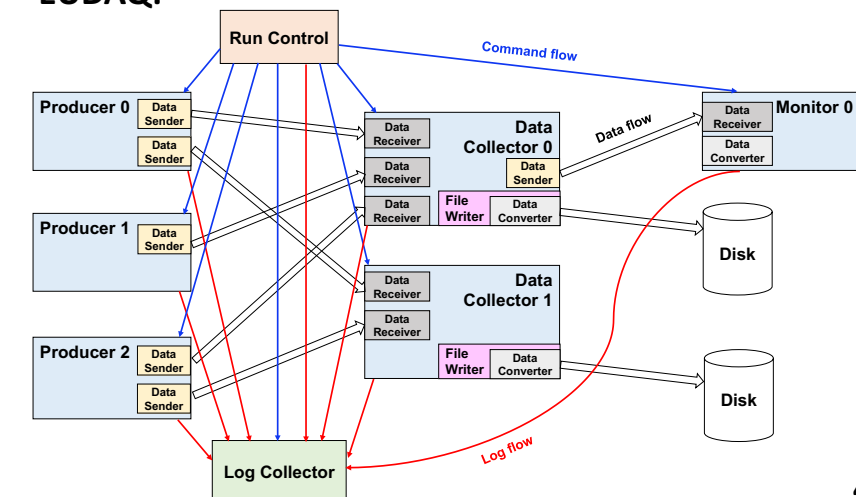 Run Control
Command flow
Producer 0
Data
Sender
Data
Sender
Data
Receiver
Data
Collector 0
Data
Receiver
Data
Sender
Data
Receiver
File
Writer
Data
Converter
Data flow
Monitor 0
Data
Receiver
Data
Converter
Producer 1
Data
Sender
Disk
Data
Receiver
Data
Collector 1
Data
Receiver
File
Writer
Data
Converter
Producer 2
Data
Sender
Data
Sender
Disk
Log flow
Log Collector